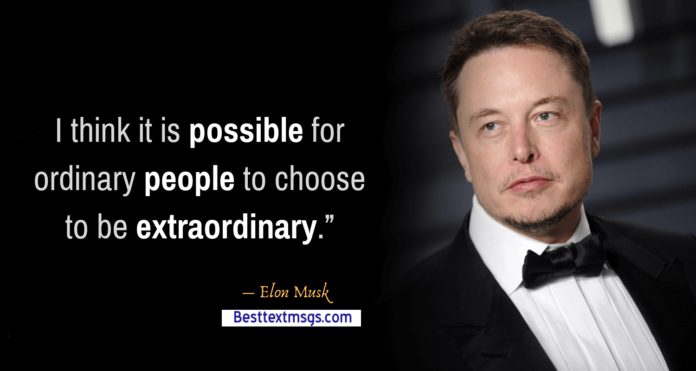 I think it is possible for
ordinary people to choose
to be extraordinary.”
— Elon Musk
Besttextmsgs.com